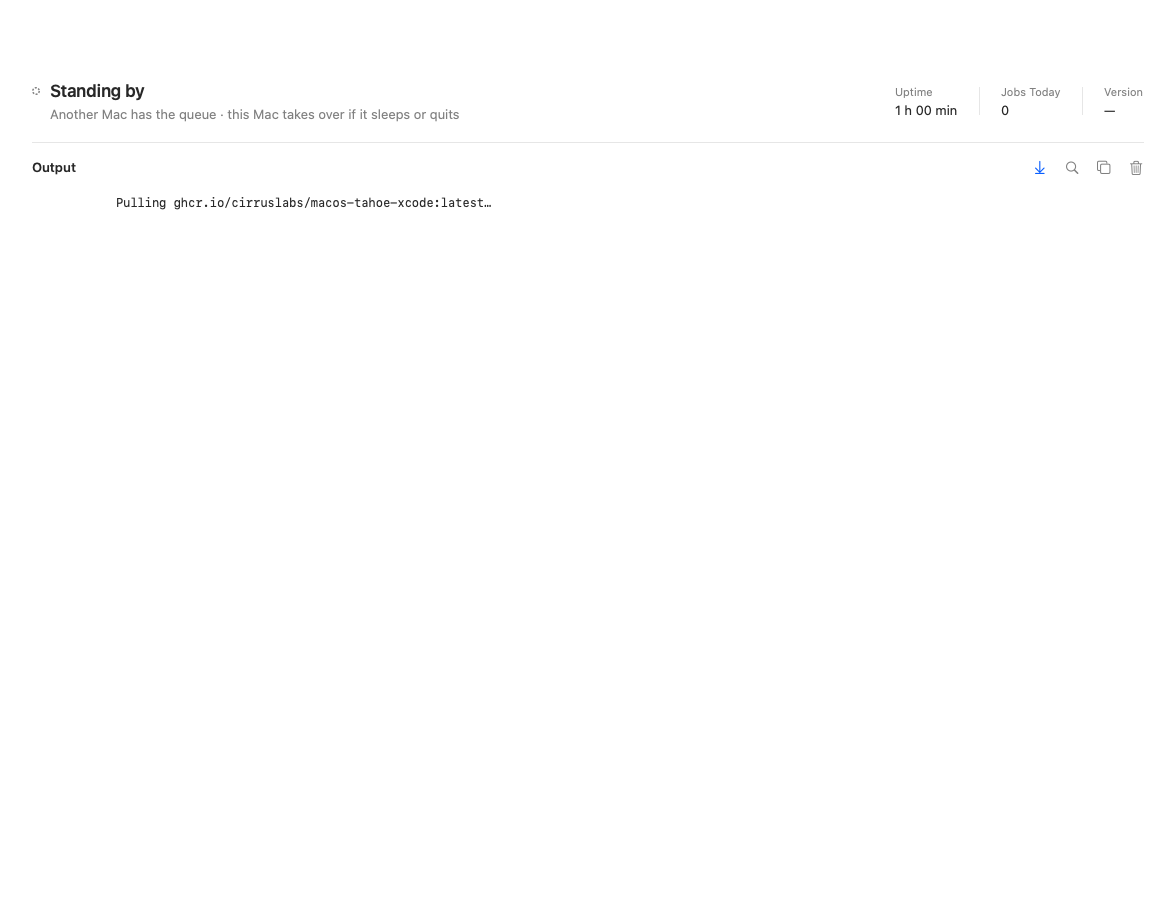 Standing by
Another Mac has the queue · this Mac takes over if it sleeps or quits
Uptime
1 h 00 min
Jobs Today
0
Version
—
Output
Pulling ghcr.io/cirruslabs/macos-tahoe-xcode:latest…